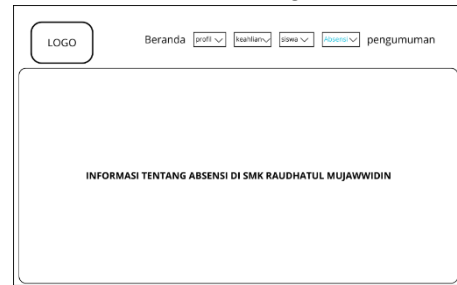 LOGO
Beranda profil keahlian siswa Absensi pengumuman
INFORMASI TENTANG ABSENSI DI SMK RAUDHATUL MUJAWWIDIN